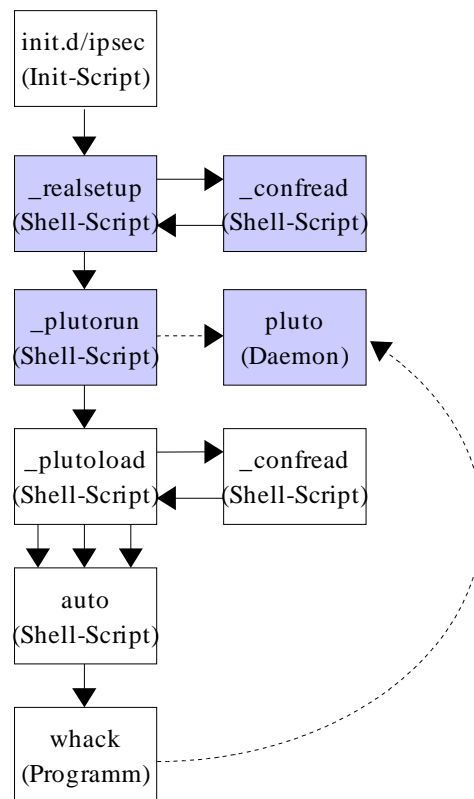 init.d/ipsec
(Init-Script)
_realsetup
(Shell-Script)
_confread
(Shell-Script)
_plutorun
(Shell-Script)
pluto
(Daemon)
_plutoload
(Shell-Script)
_confread
(Shell-Script)
auto
(Shell-Script)
whack
(Programm)